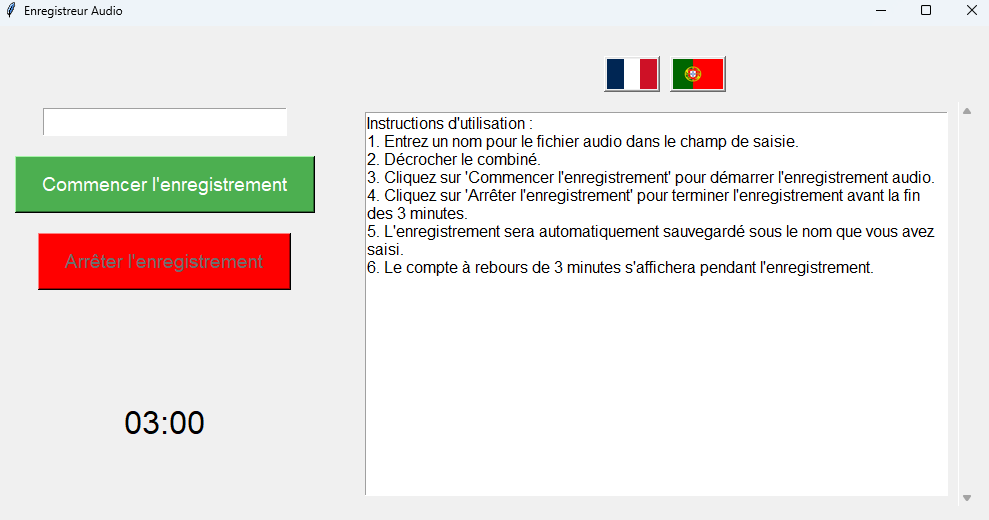 Enregistreur Audio
Commencer l'enregistrement
Arrêter l'enregistrement
03:00
Instructions d'utilisation :
1. Entrez un nom pour le fichier audio dans le champ de saisie.
2. Décrocher le combiné.
3. Cliquez sur 'Commencer l'enregistrement' pour démarrer l'enregistrement audio.
4. Cliquez sur 'Arrêter l'enregistrement' pour terminer l'enregistrement avant la fin
des 3 minutes.
5. L'enregistrement sera automatiquement sauvegardé sous le nom que vous avez
saisi.
6. Le compte à rebours de 3 minutes s'affichera pendant l'enregistrement.